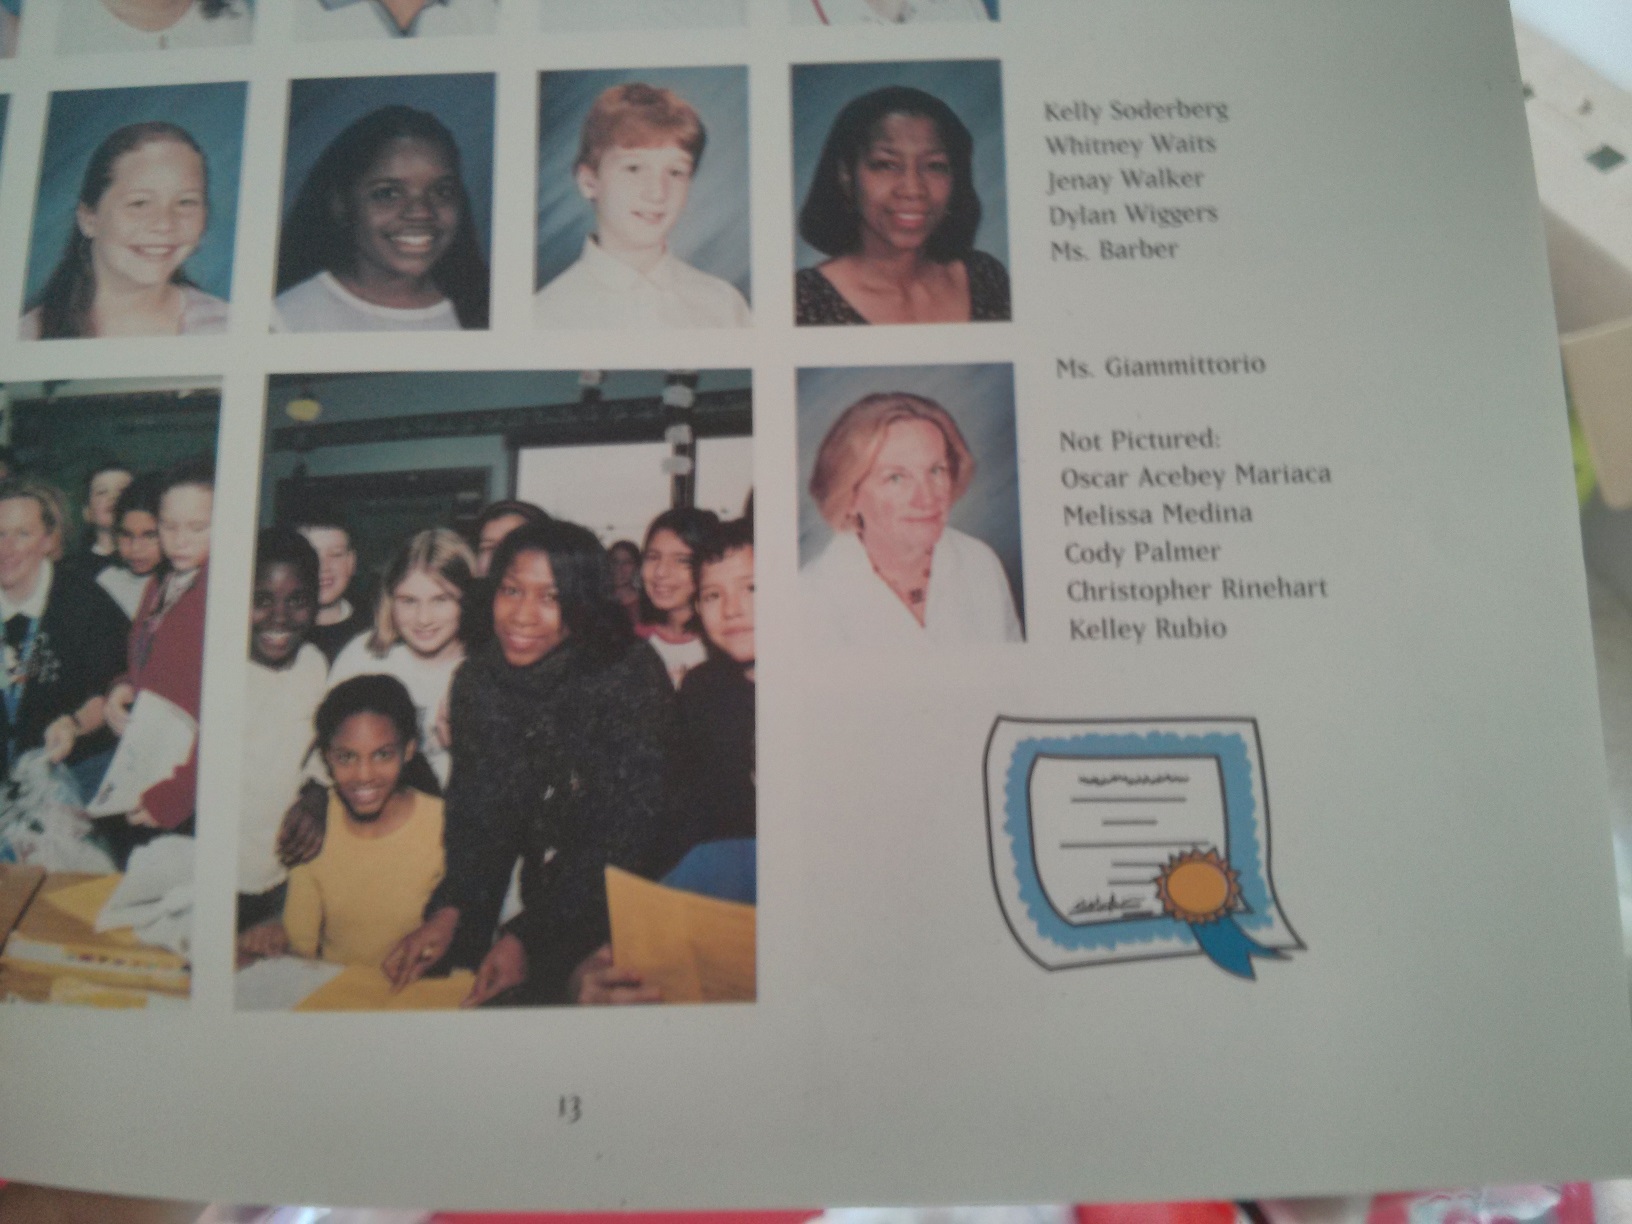 Kelly Soderberg
Whitney Waits
Jenay Walker
Dylan Wiggers
Ms. Barber
Ms. Giammittorio
Not Pictured:
Oscar Acebey Mariaca
Melissa Medina
Cody Palmer
Christopher Rinehart
Kelley Rubio
13